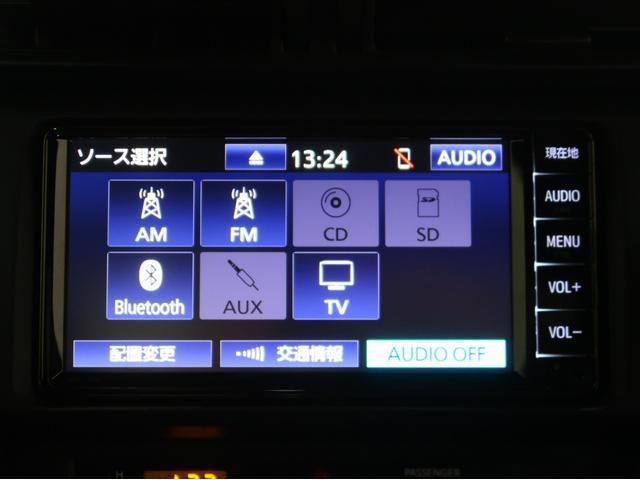 ソース選択
13:24
AUDIO
現在地
AM
FM
CD
SD
AUDIO
MENU
Bluetooth
AUX
TV
VOL+
VOL-
配置変更
交通情報
AUDIO OFF
H
PASSENGER